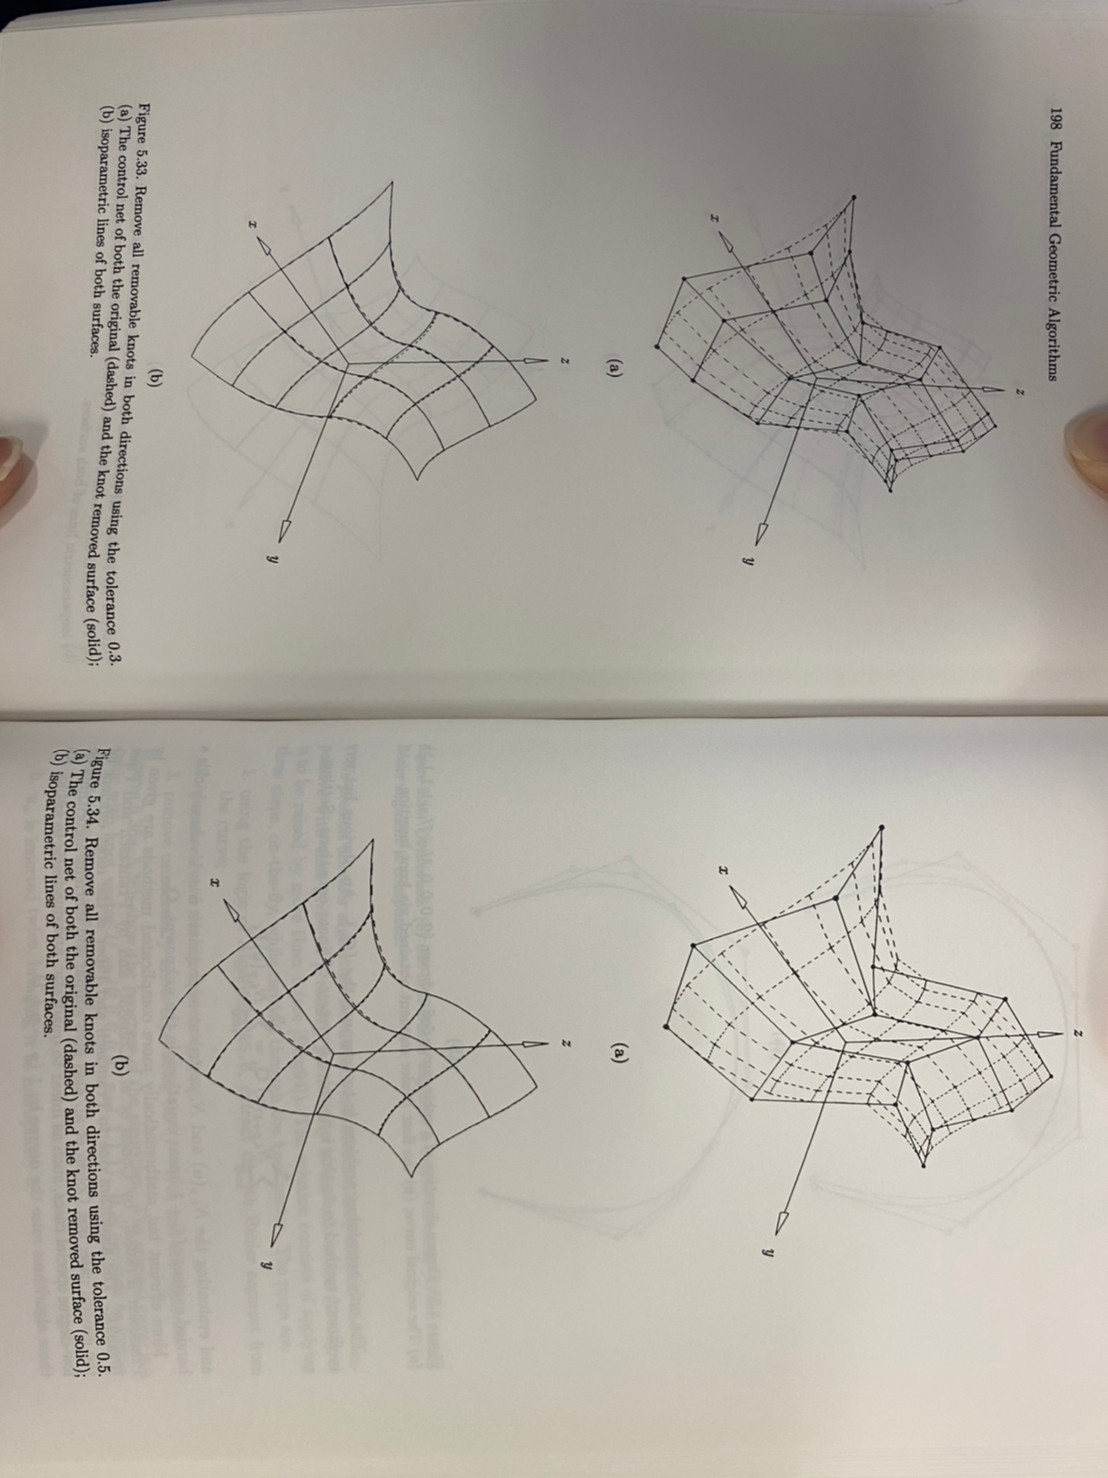 198 Fundamental Geometric Algorithms
z
y
x
(a)
z
y
x
(b)
Figure 5.33. Remove all removable knots in both directions using the tolerance 0.3.
(a) The control net of both the original (dashed) and the knot removed surface (solid);
(b) isoparametric lines of both surfaces.
z
y
x
(a)
z
y
x
(b)
Figure 5.34. Remove all removable knots in both directions using the tolerance 0.5.
(a) The control net of both the original (dashed) and the knot removed surface (solid);
(b) isoparametric lines of both surfaces.